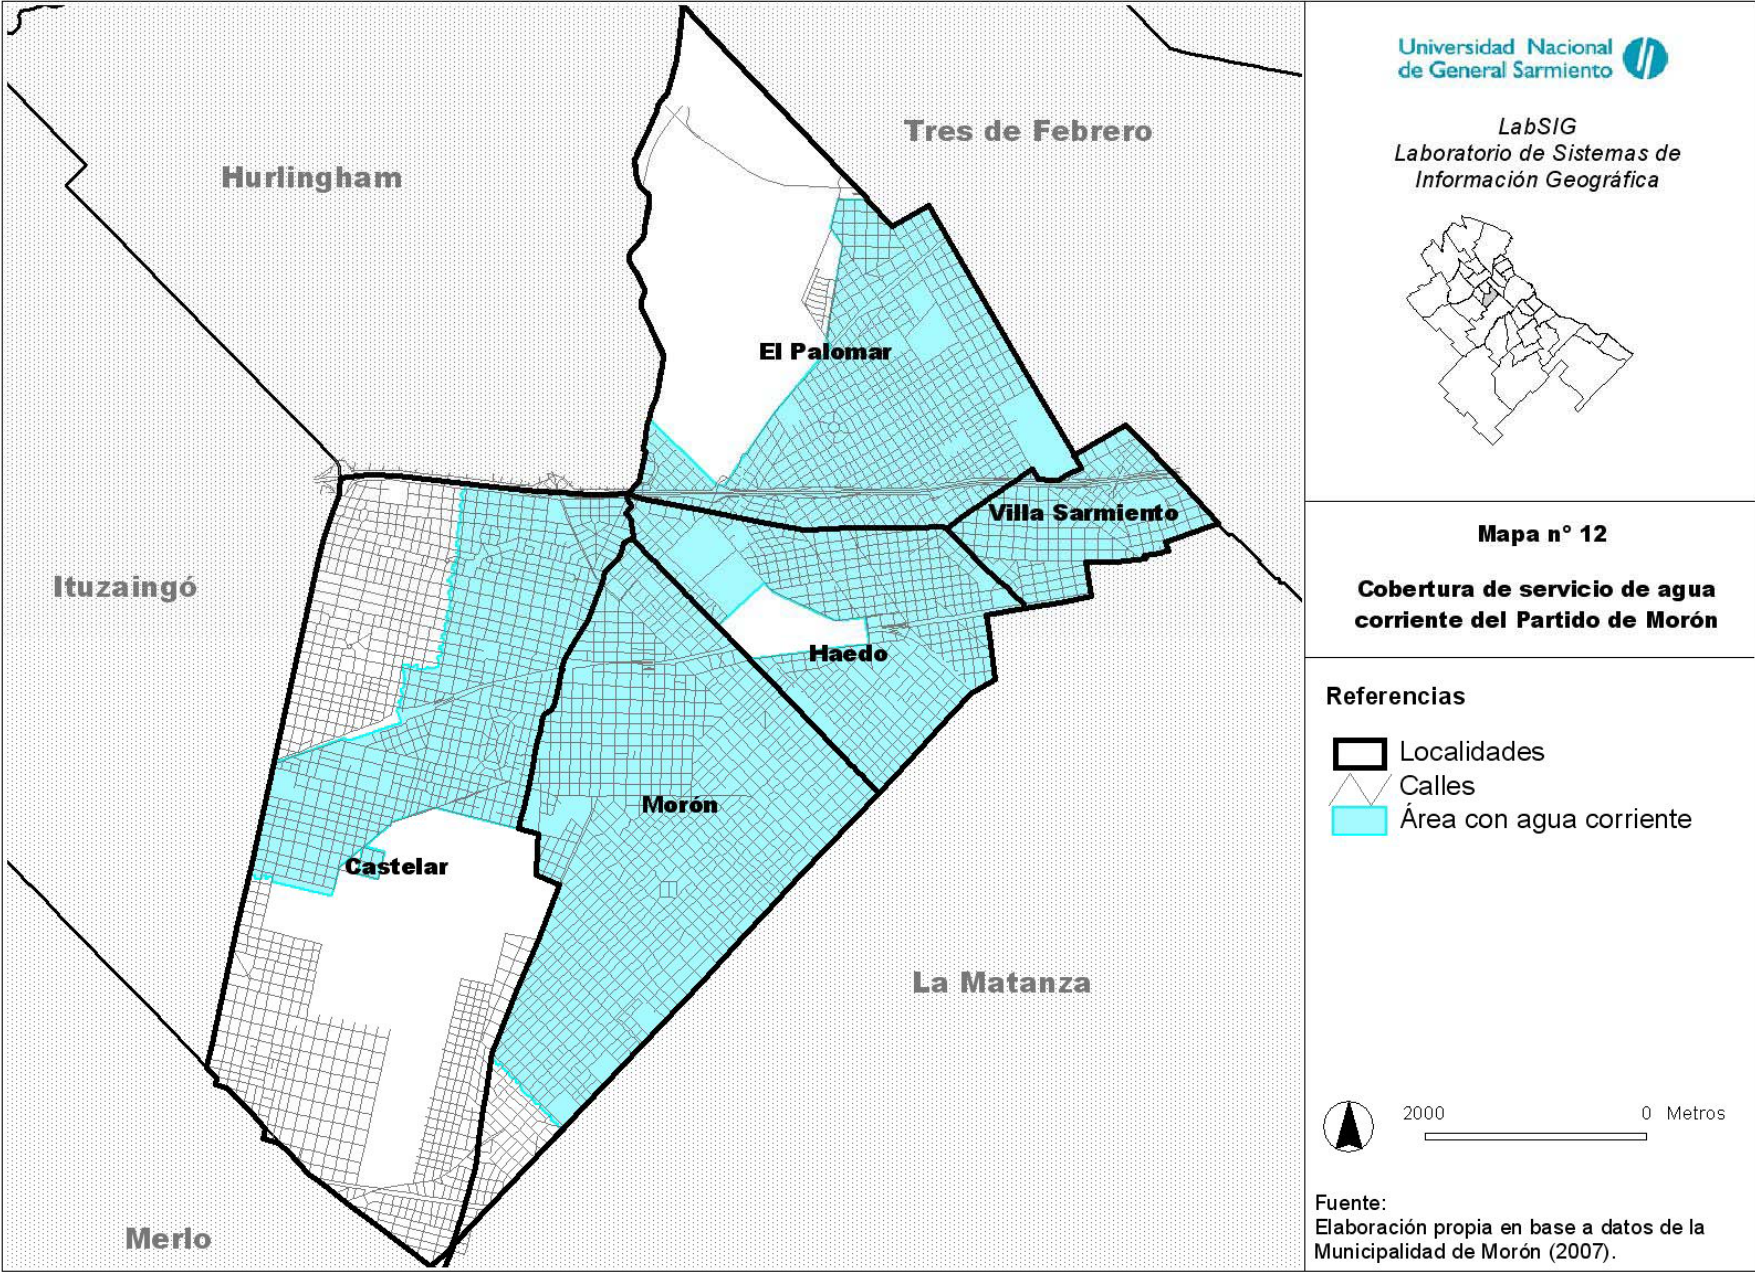 Tres de Febrero
Hurlingham
El Palomar
Villa Sarmiento
Ituzaingó
Haedo
Morón
Castelar
La Matanza
Merlo
Universidad Nacional
de General Sarmiento
LabSIG
Laboratorio de Sistemas de
Información Geográfica
Mapa n° 12
Cobertura de servicio de agua
corriente del Partido de Morón
Referencias
Localidades
Calles
Área con agua corriente
2000 0 Metros
Fuente:
Elaboración propia en base a datos de la
Municipalidad de Morón (2007).